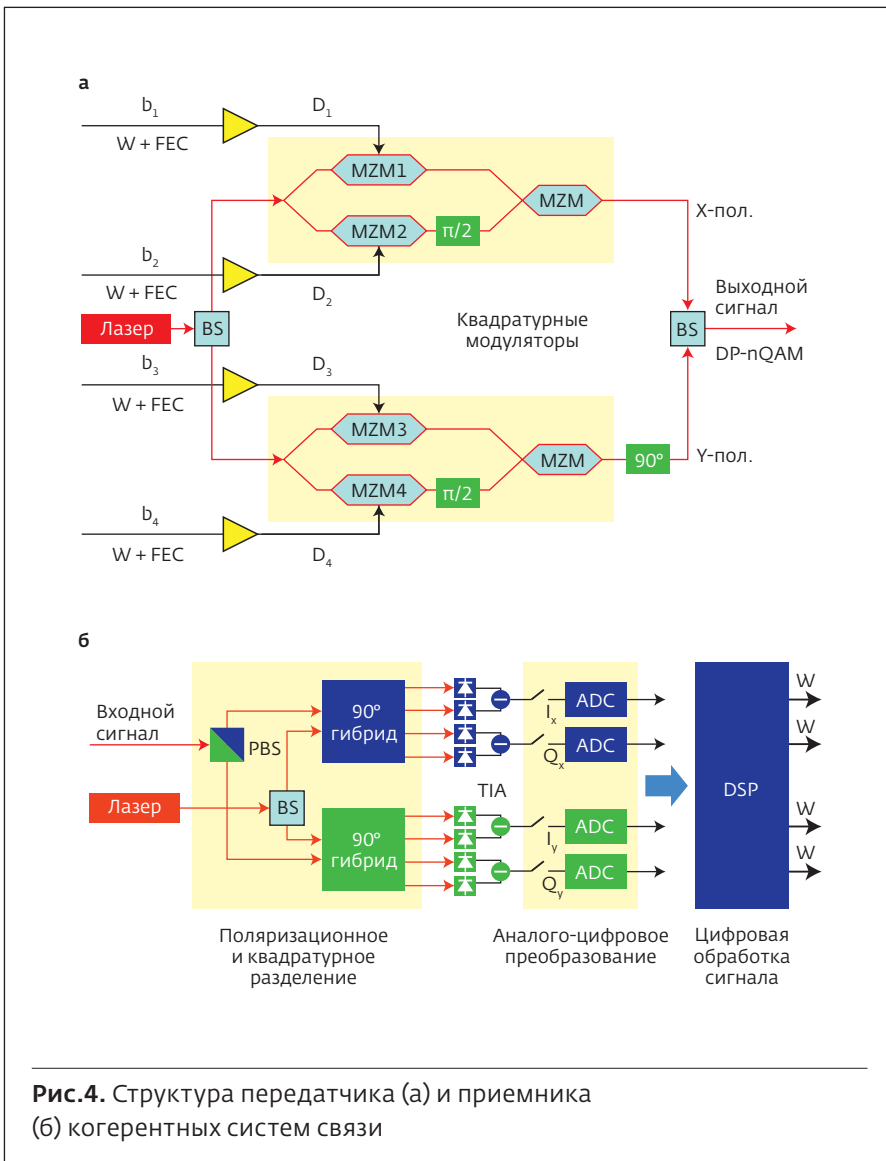 а
b1
D1
W + FEC
MZM1
MZM
X-пол.
MZM2
π/2
b2
W + FEC
D2
Лазер
BS
Квадратурные
модуляторы
BS
Выходной
сигнал
DP-nQAM
b3
D3
W + FEC
MZM3
MZM
90°
Y-пол.
MZM4
π/2
b4
W + FEC
D4
б
Входной
сигнал
PBS
90°
гибрид
Ix
ADC
Qx
ADC
W
W
Лазер
BS
TIA
DSP
90°
гибрид
Iy
ADC
Qy
ADC
W
W
Поляризационное
и квадратурное
разделение
Аналого-цифровое
преобразование
Цифровая
обработка
сигнала
Рис.4. Структура передатчика (а) и приемника
(б) когерентных систем связи